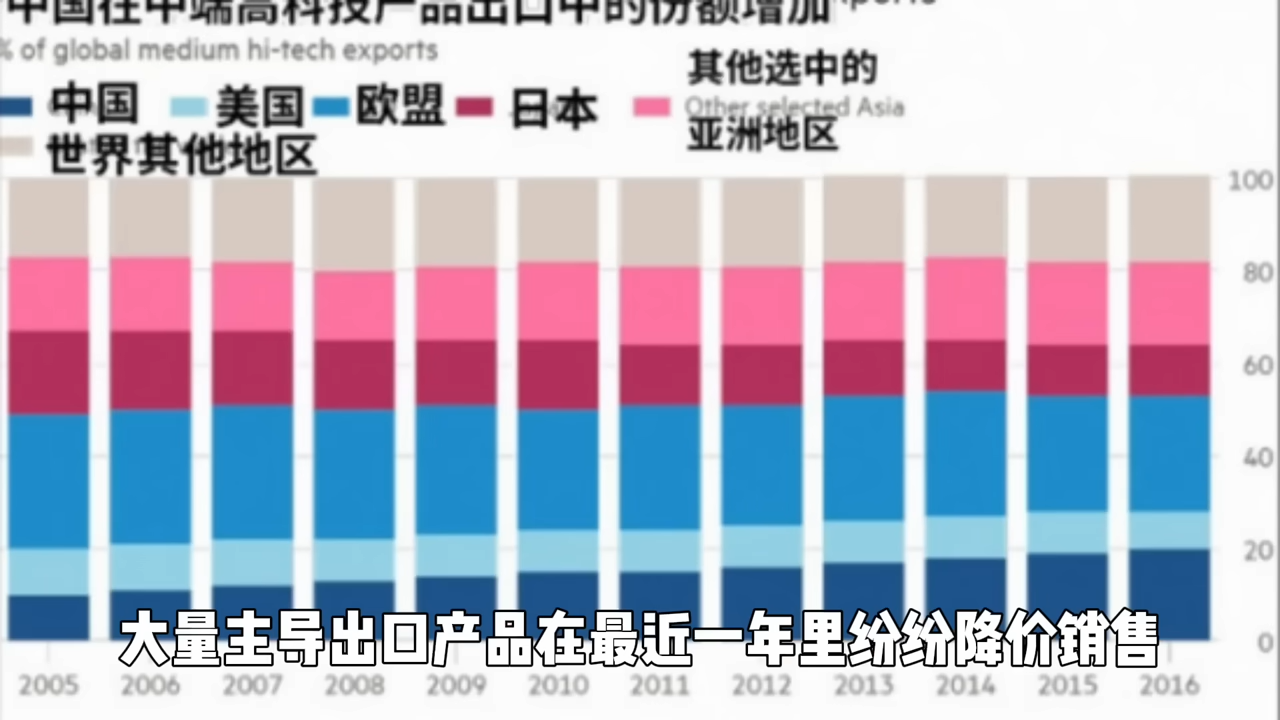 中国在中端高科技产品出口中的份额增加
% of global medium hi-tech exports
其他选中的
中国 美国 欧盟 日本 Other selected Asia
亚洲地区
世界其他地区
100
80
60
40
20
0
大量主导出口产品在最近一年里纷纷降价销售
2005 2006 2007 2008 2009 2010 2011 2012 2013 2014 2015 2016